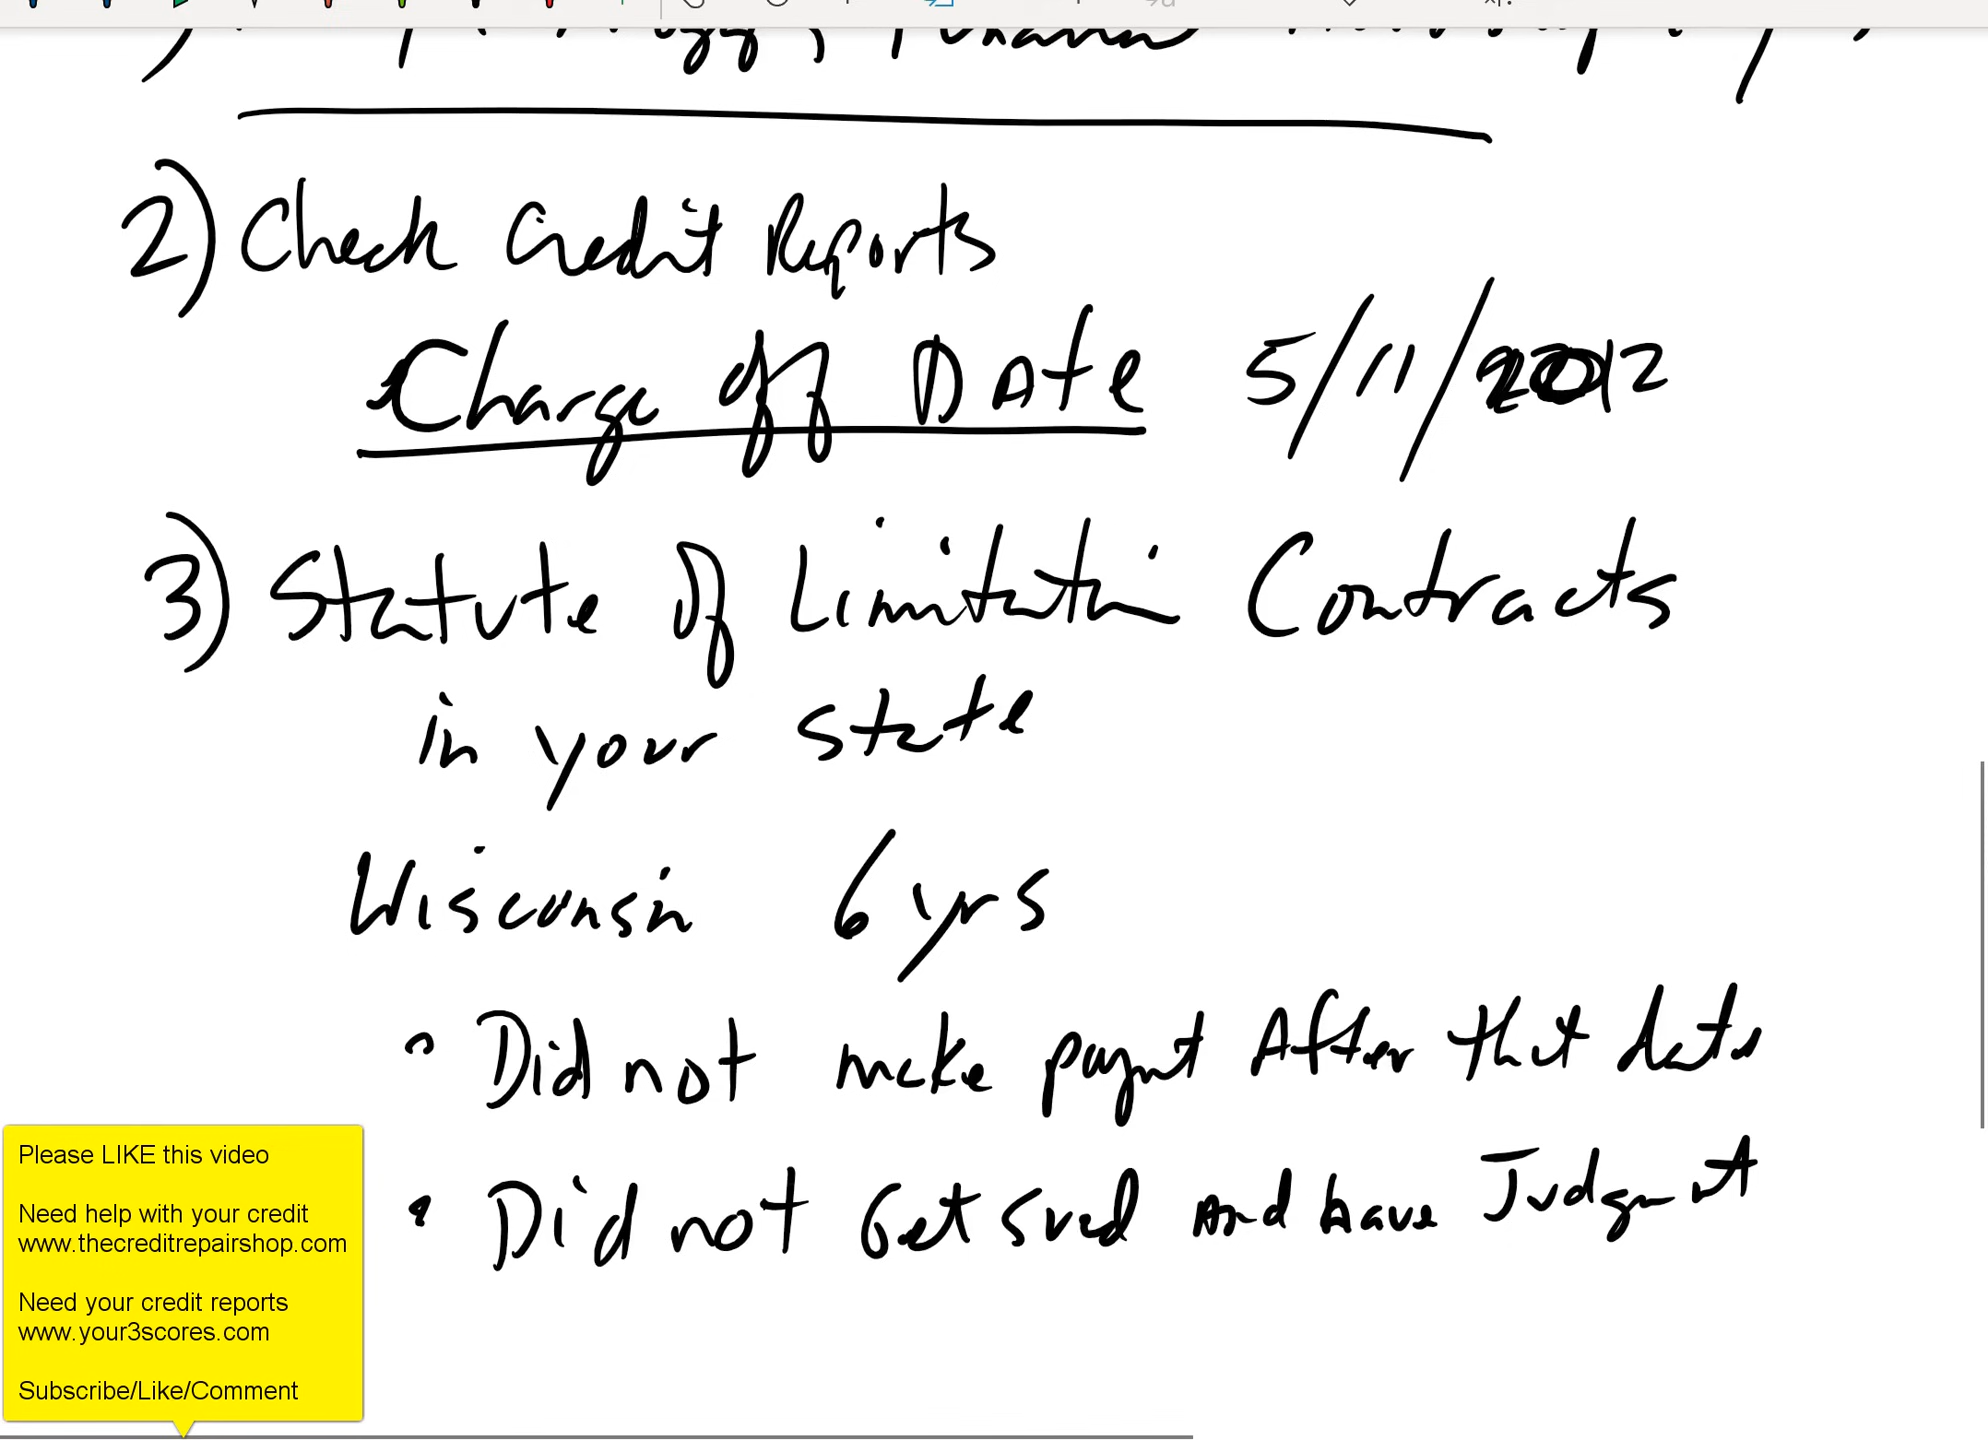 2) Check Credit Reports
Charge off Date 5/11/2012
3) Statute of Limitation Contracts
in your state
Wisconsin 6 yrs
• Did not make paymt After that date
• Did not Get sued And have Judgment
Please LIKE this video
Need help with your credit
www.thecreditrepairshop.com
Need your credit reports
www.your3scores.com
Subscribe/Like/Comment